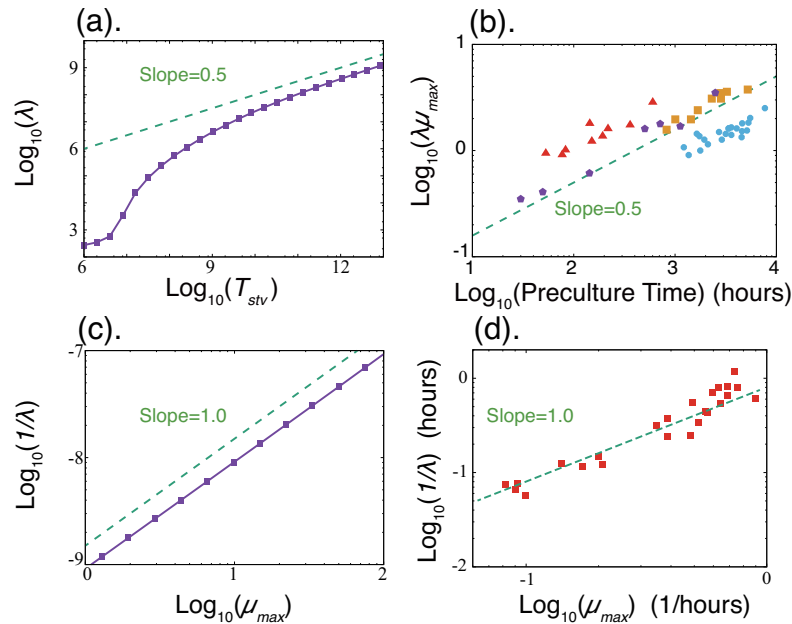 (a).
Log10(λ)
9
6
3
Slope=0.5
6 9 12
Log10(Tstv)
(b).
Log10(λμmax)
1
0
-1
Slope=0.5
1 2 3 4
Log10(Preculture Time) (hours)
(c).
Log10(1/λ)
-7
-8
-9
Slope=1.0
0 1 2
Log10(μmax)
(d).
Log10(1/λ) (hours)
0
-1
-2
Slope=1.0
-1 0
Log10(μmax) (1/hours)